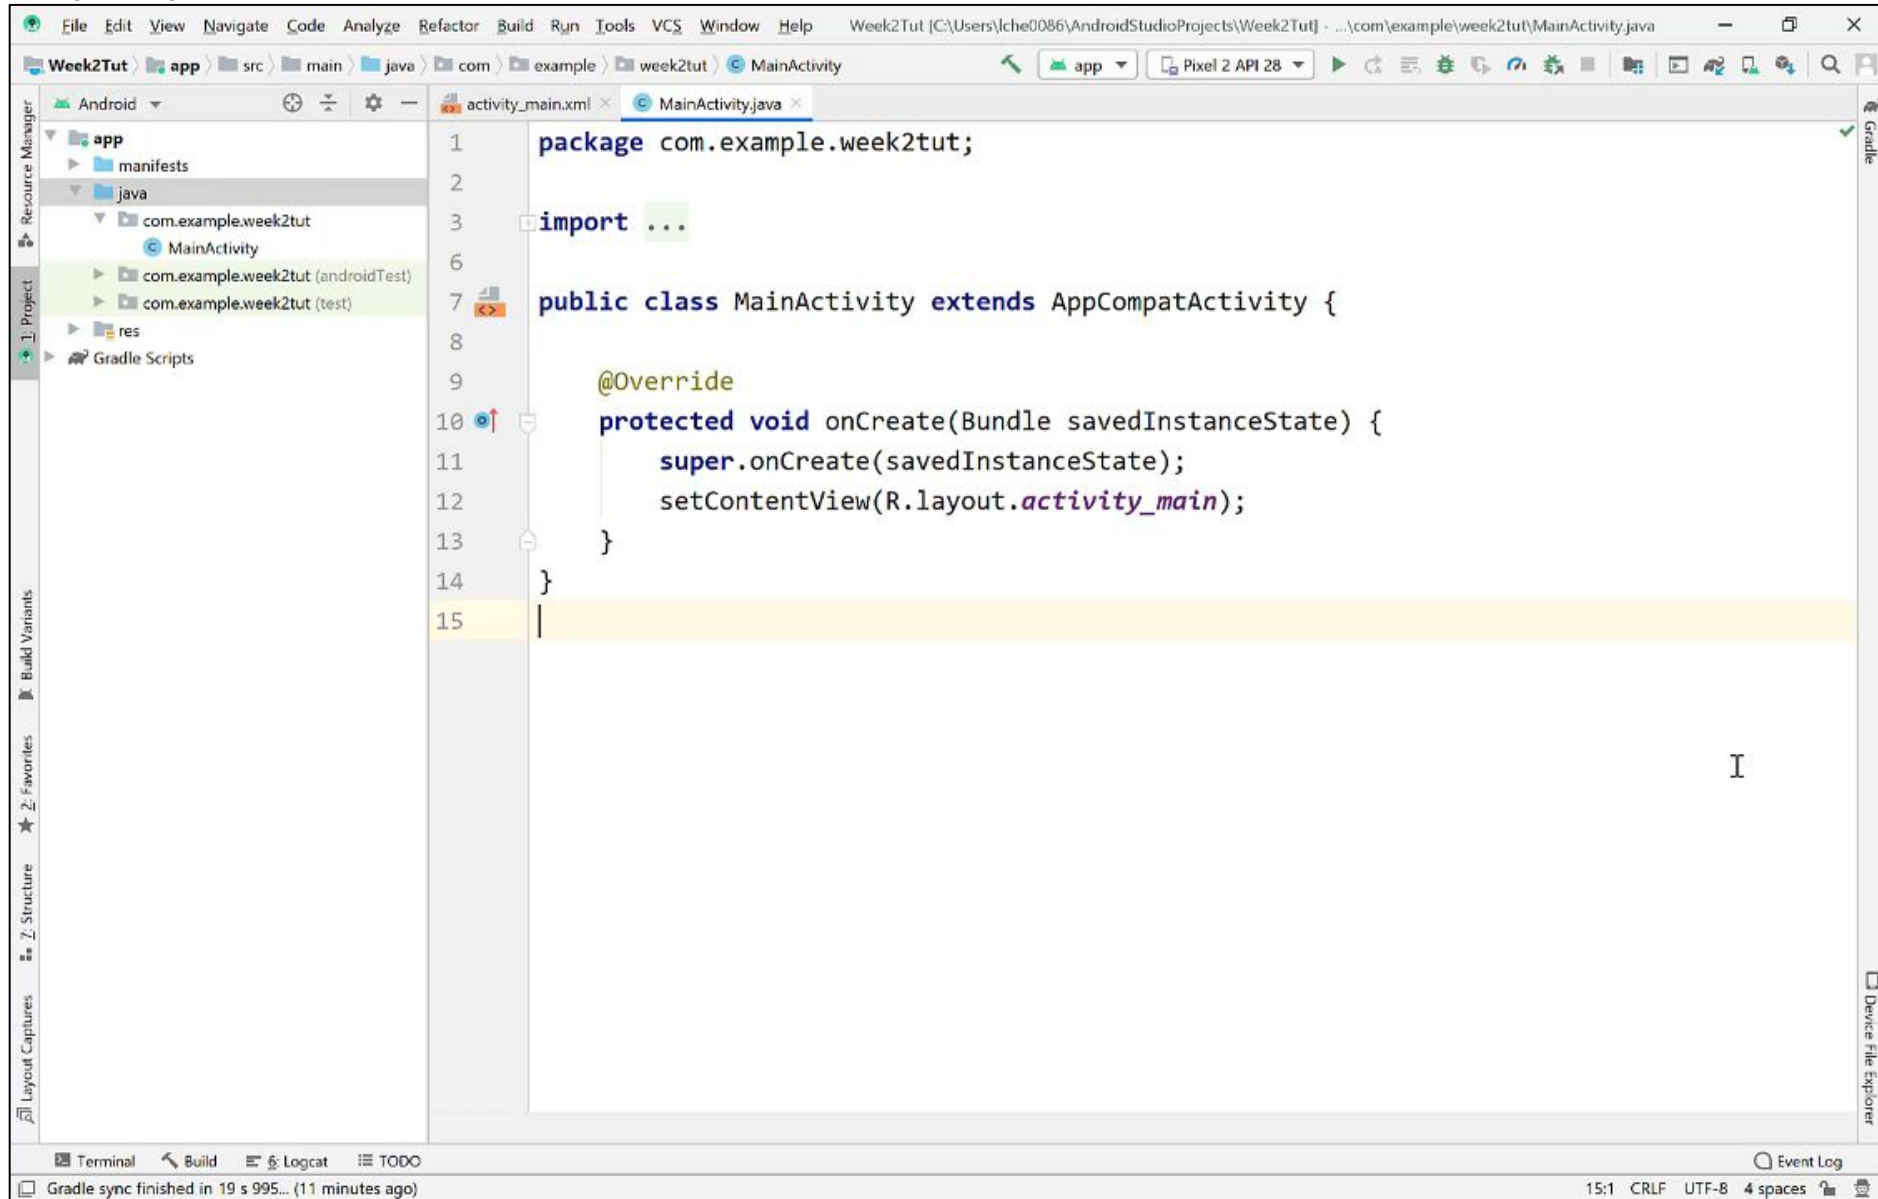 File Edit View Navigate Code Analyze Refactor Build Run Tools VCS Window Help Week2Tut [C:\Users\lche0086\AndroidStudioProjects\Week2Tut] - ...\com\example\week2tut\MainActivity.java
Week2Tut app src main java com example week2tut MainActivity app Pixel 2 API 28
Android
activity_main.xml MainActivity.java
Resource Manager
1: Project
Build Variants
2: Favorites
7: Structure
Layout Captures
app
manifests
java
com.example.week2tut
MainActivity
com.example.week2tut (androidTest)
com.example.week2tut (test)
res
Gradle Scripts
1 package com.example.week2tut;
2
3 import ...
6
7 public class MainActivity extends AppCompatActivity {
8
9 @Override
10 protected void onCreate(Bundle savedInstanceState) {
11 super.onCreate(savedInstanceState);
12 setContentView(R.layout.activity_main);
13 }
14 }
15
Gradle
Device File Explorer
Terminal Build 6: Logcat TODO Event Log
Gradle sync finished in 19 s 995... (11 minutes ago) 15:1 CRLF UTF-8 4 spaces